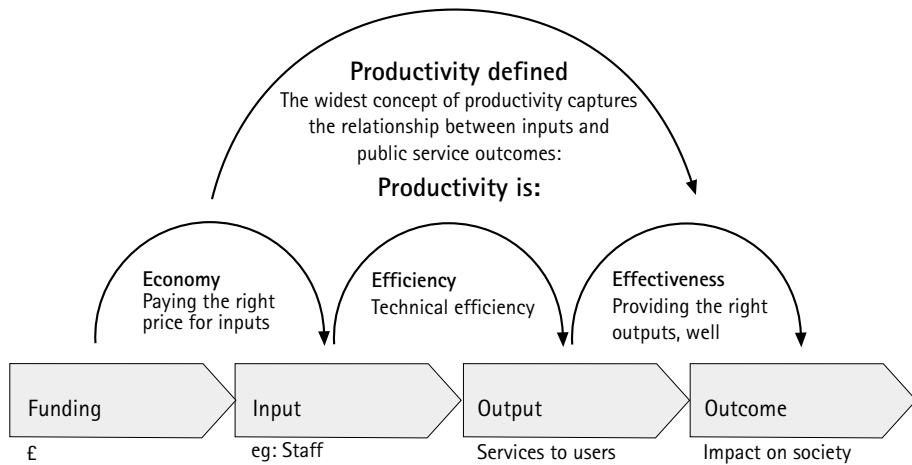 Productivity defined
The widest concept of productivity captures
the relationship between inputs and
public service outcomes:
Productivity is:
Economy
Paying the right
price for inputs
Efficiency
Technical efficiency
Effectiveness
Providing the right
outputs, well
Funding
Input
Output
Outcome
£
eg: Staff
Services to users
Impact on society